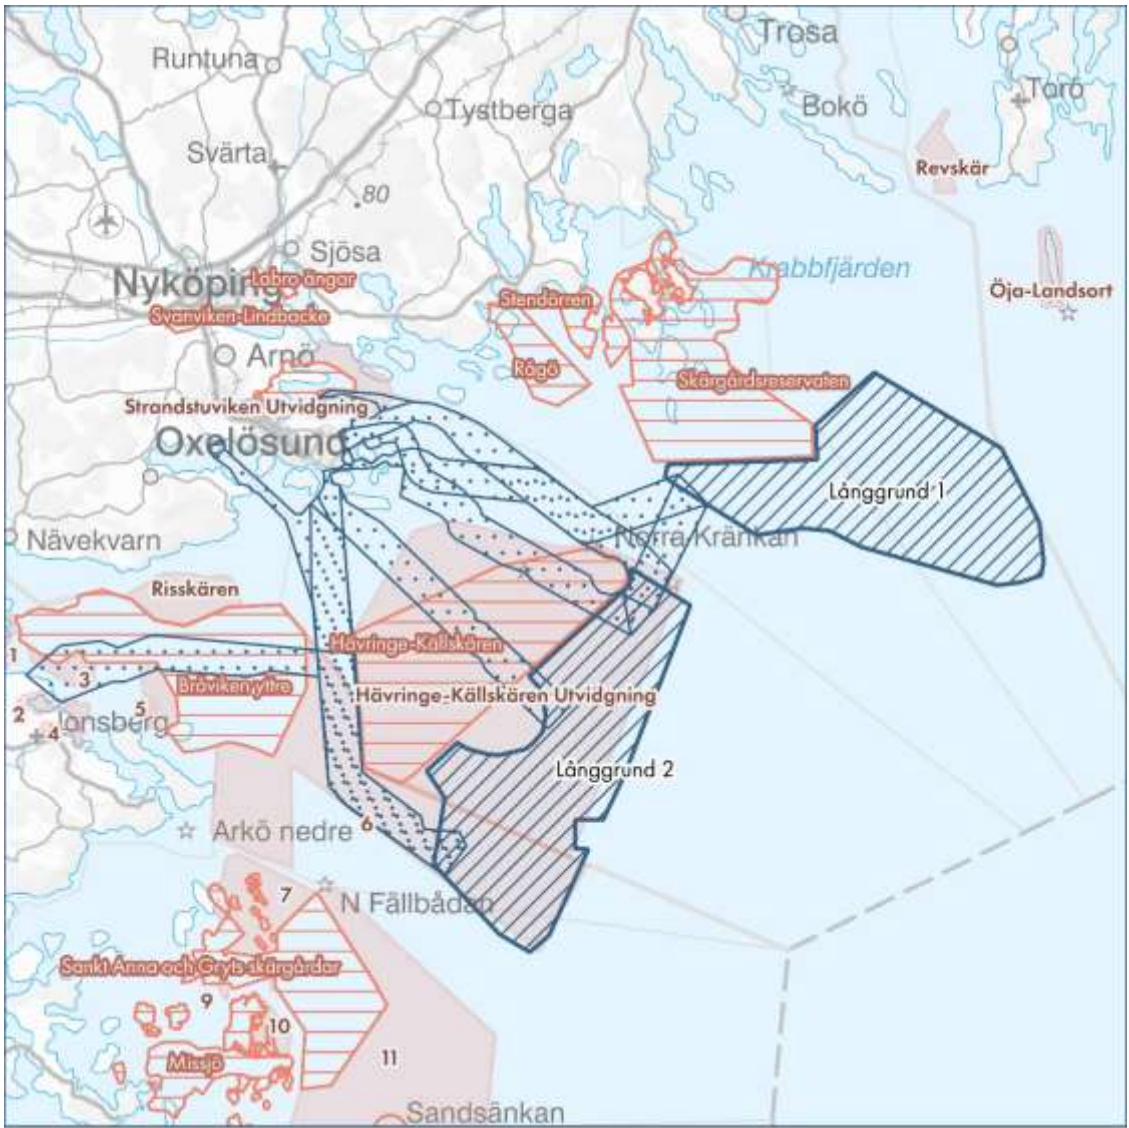 Trosa
Runtuna
Torö
Bokö
Tystberga
Svärta
Revskär
80
Sjösa
Krabbfjärden
Nyköping
Labro ängar
Öja-Landsort
Stendörren
Svanviken-Lindbacke
Arnö
Rågö
Skärgårdsreservaten
Strandstuviken Utvidgning
Oxelösund
Långgrund 1
Nävekvarn
Norra Kränkan
Risskären
Hävringe-Källskären
1
3
Bråviken yttre
Hävringe-Källskären Utvidgning
2
5
4
Jonsberg
Långgrund 2
6
Arkö nedre
7
N Fällbådan
Sankt Anna och Gryts skärgårdar
9
10
11
Missjö
Sandsänkan